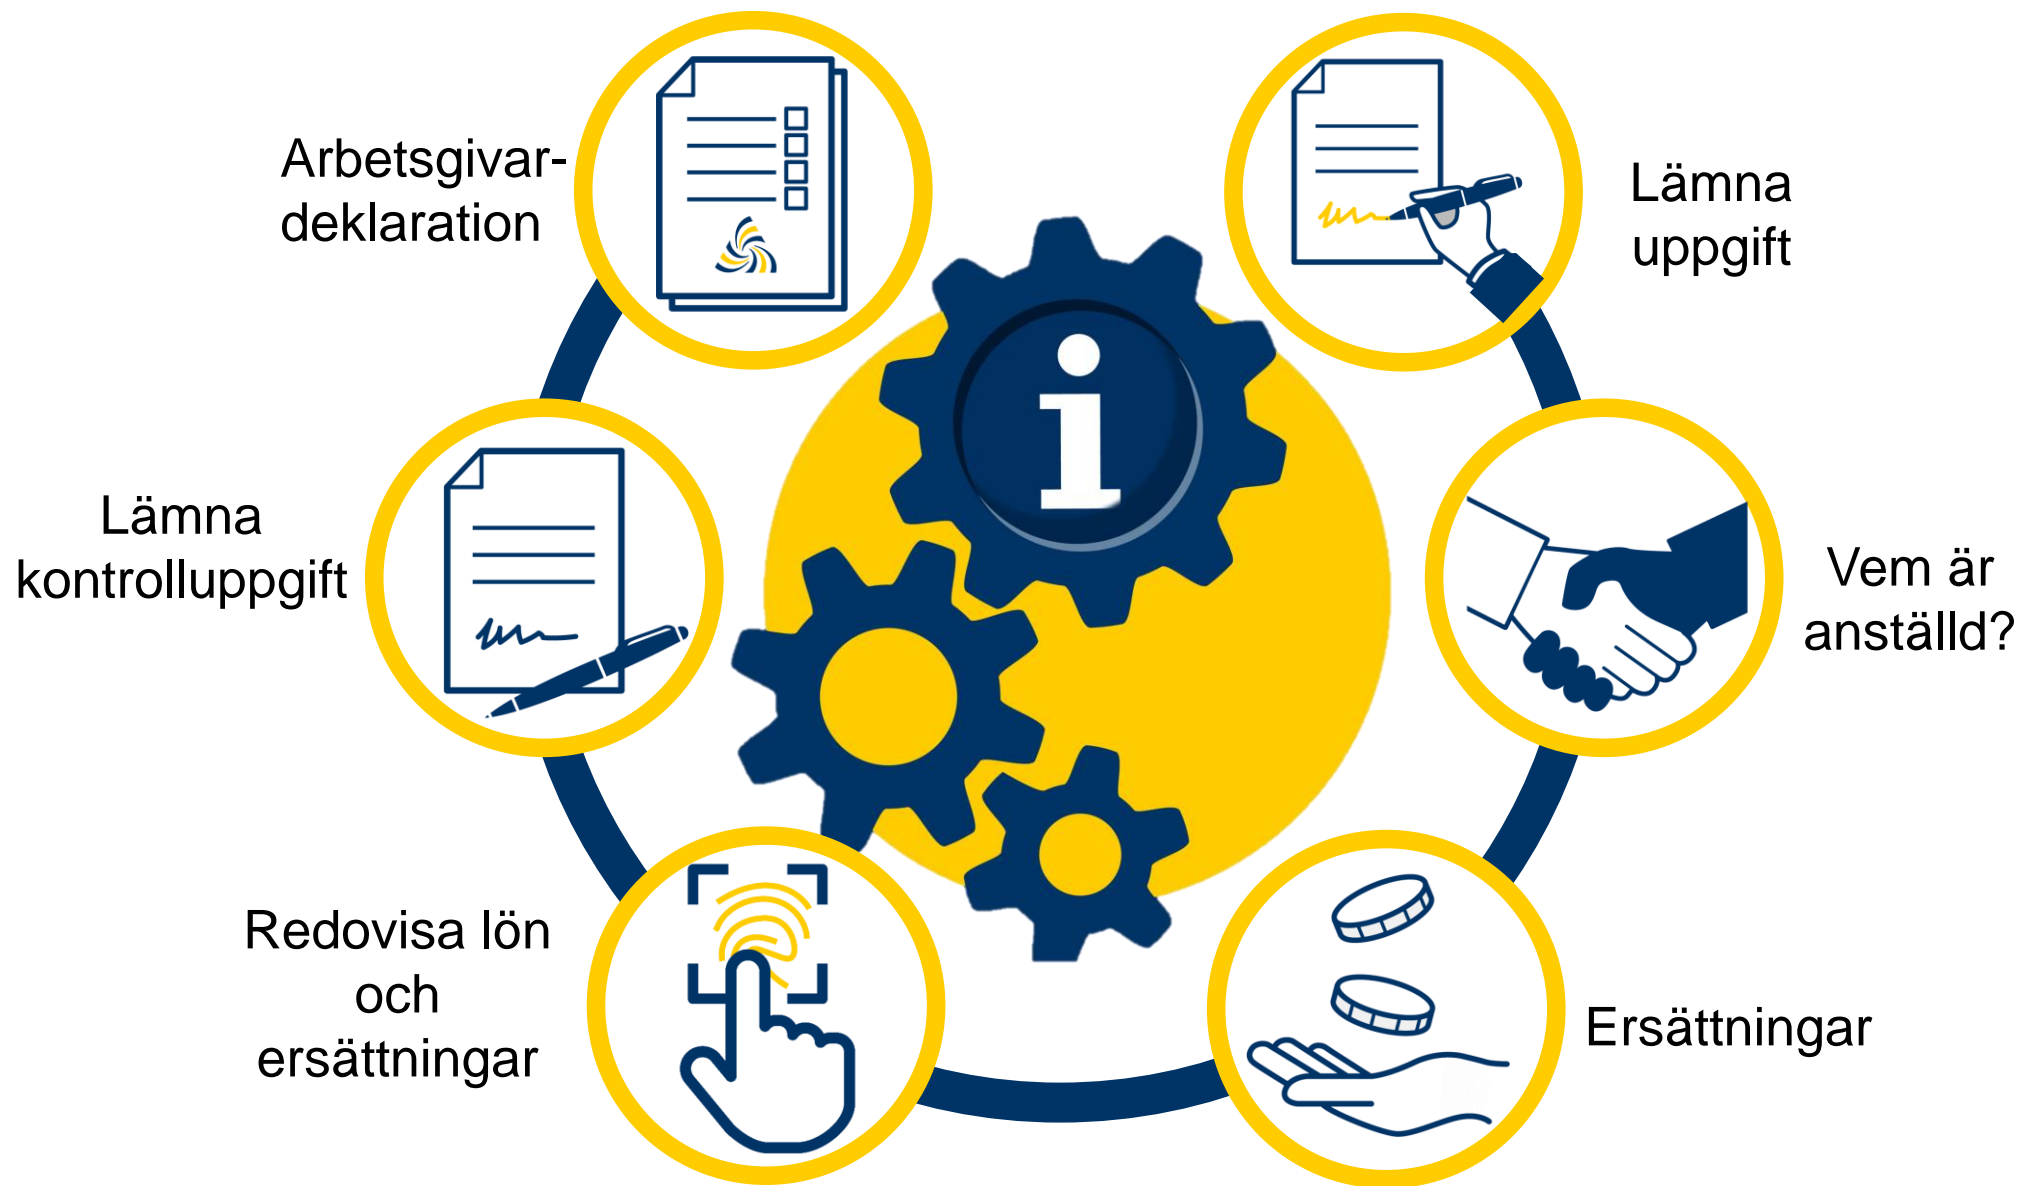 Arbetsgivar-
deklaration
Lämna
uppgift
Lämna
kontrolluppgift
Vem är
anställd?
Redovisa lön
och
ersättningar
Ersättningar
i